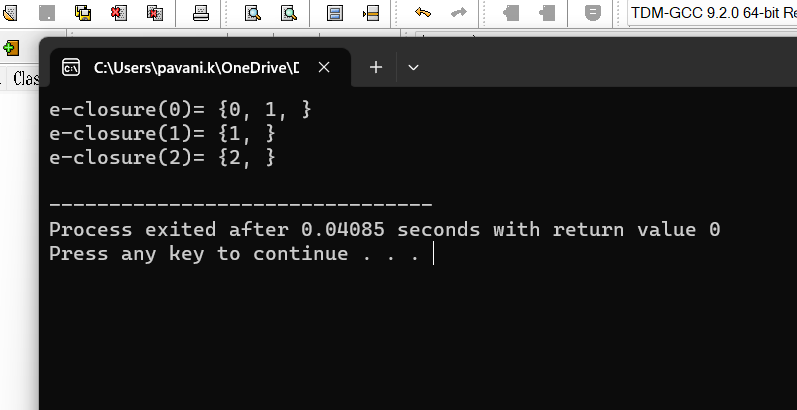 TDM-GCC 9.2.0 64-bit Re
Clas
C:\Users\pavani.k\OneDrive\D
e-closure(0)= {0, 1, }
e-closure(1)= {1, }
e-closure(2)= {2, }
--------------------------------
Process exited after 0.04085 seconds with return value 0
Press any key to continue . . .